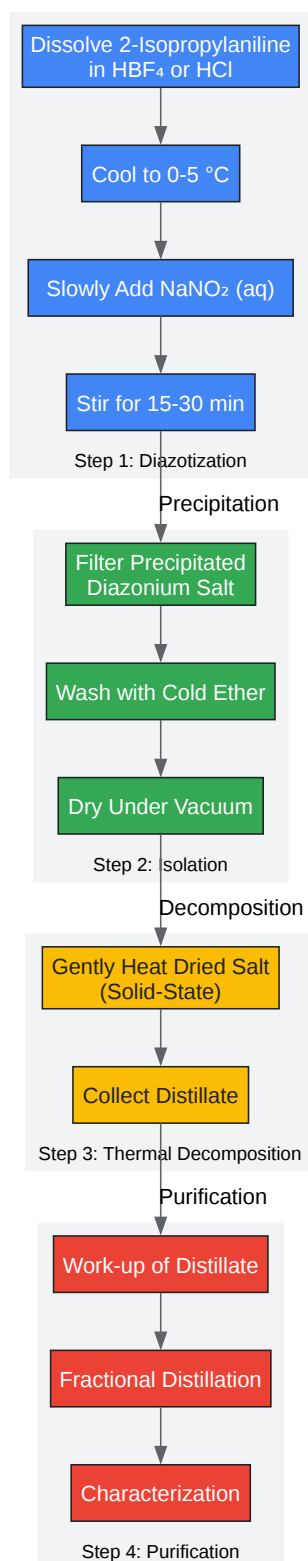 Dissolve 2-Isopropylaniline
in HBF₄ or HCl
Cool to 0-5 °C
Slowly Add NaNO₂ (aq)
Stir for 15-30 min
Step 1: Diazotization
Precipitation
Filter Precipitated
Diazonium Salt
Wash with Cold Ether
Dry Under Vacuum
Step 2: Isolation
Decomposition
Gently Heat Dried Salt
(Solid-State)
Collect Distillate
Step 3: Thermal Decomposition
Purification
Work-up of Distillate
Fractional Distillation
Characterization
Step 4: Purification